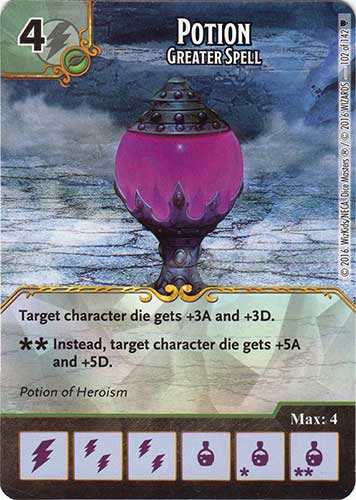 4
POTION
GREATER SPELL
102 of 142
© 2016 WizKids/NECA. Dice Masters ® / © 2016 WIZARDS
Target character die gets +3A and +3D.
** Instead, target character die gets +5A
and +5D.
Potion of Heroism
Max: 4
*
**